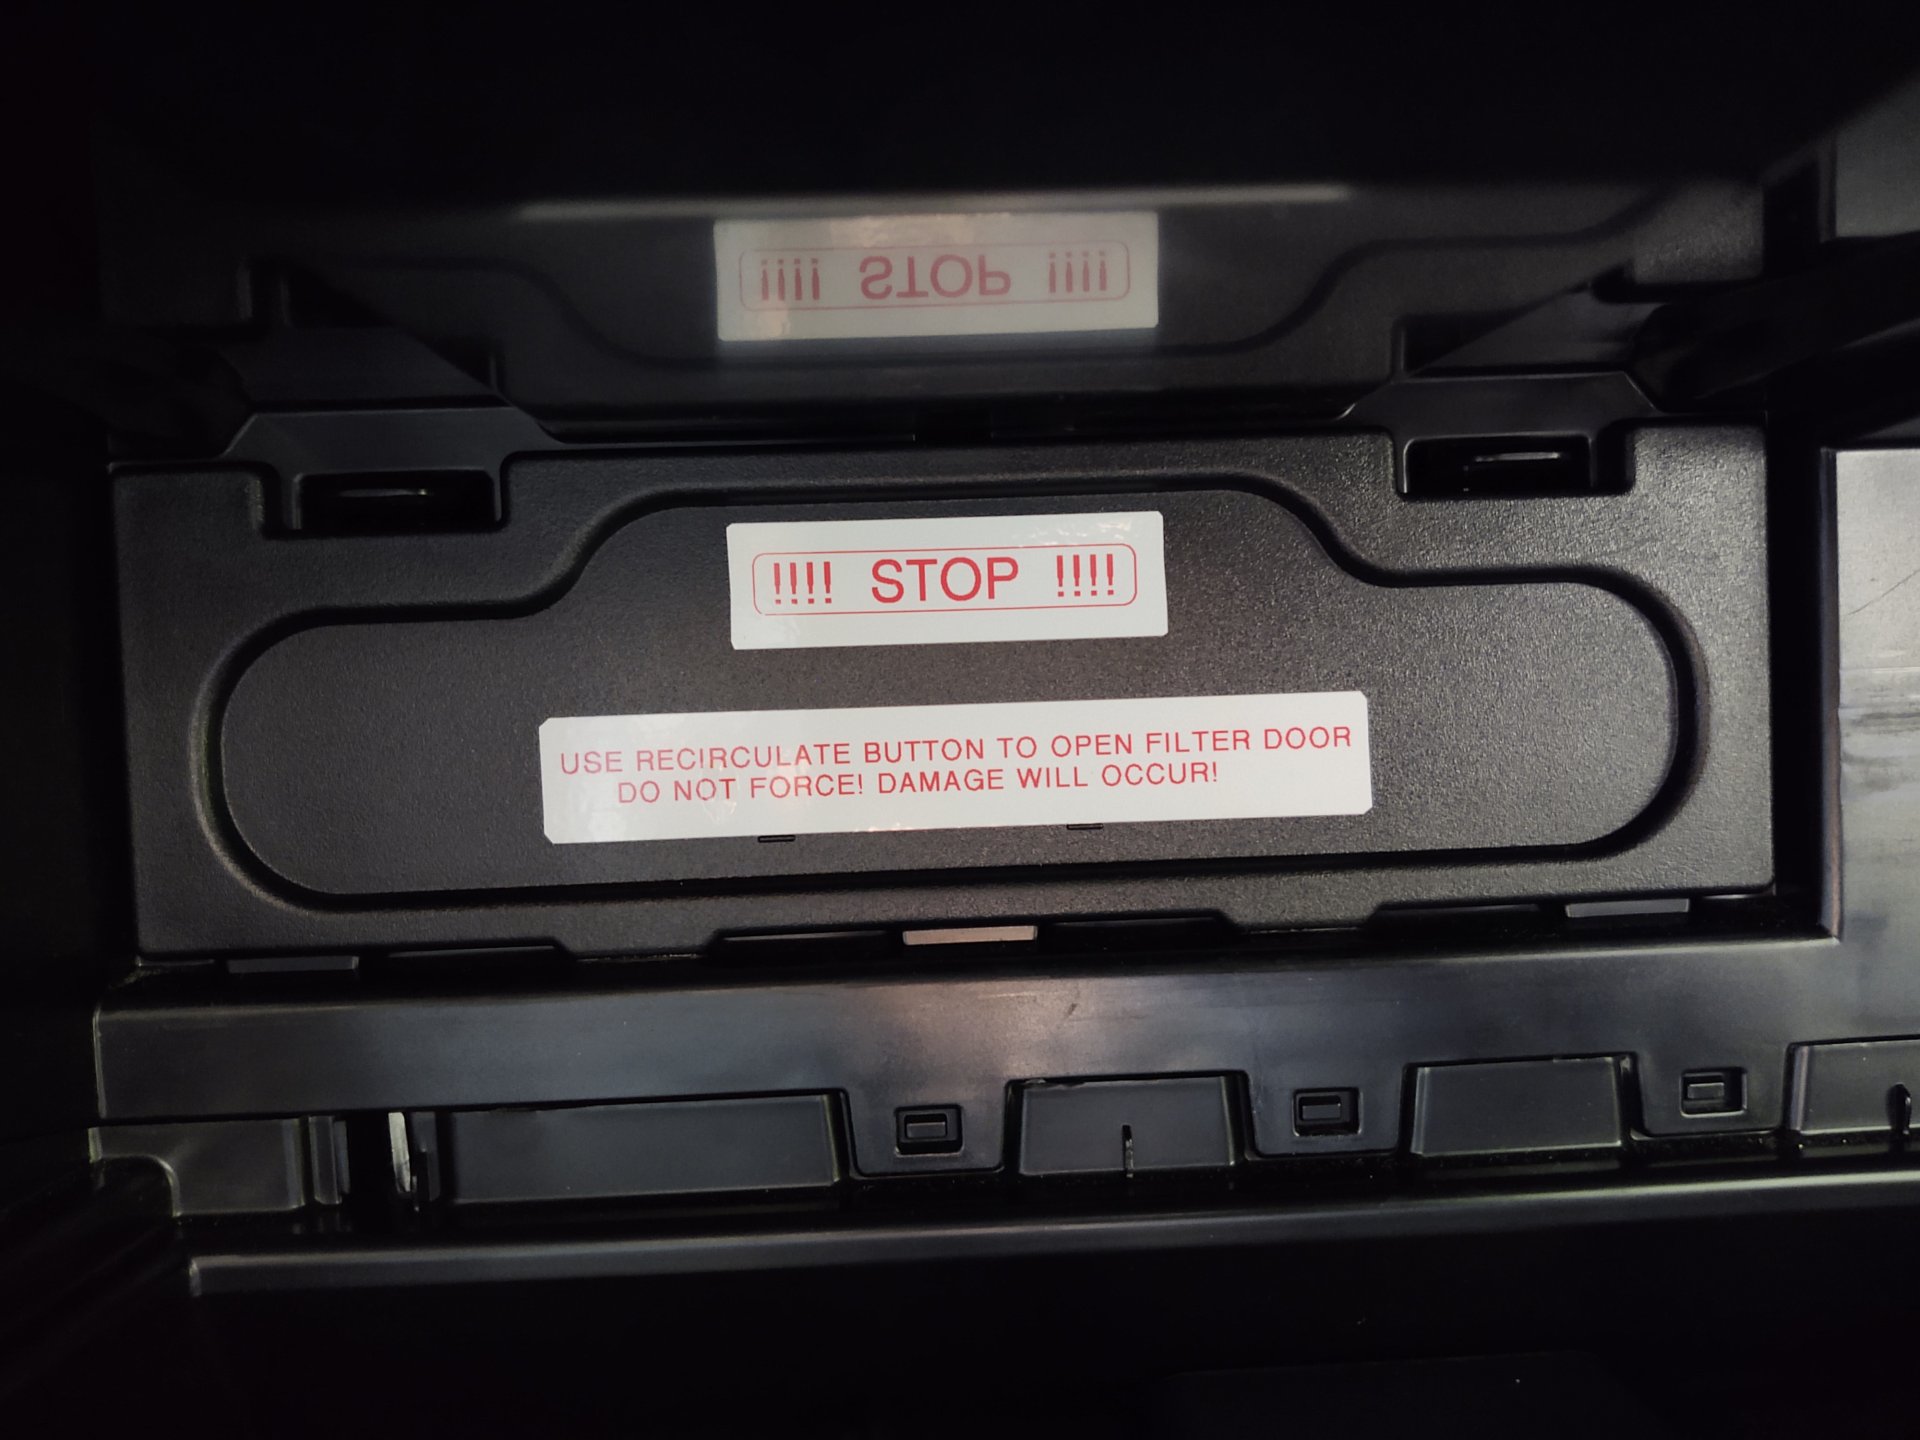 !!!! STOP !!!!
!!!! STOP !!!!
USE RECIRCULATE BUTTON TO OPEN FILTER DOOR
DO NOT FORCE! DAMAGE WILL OCCUR!